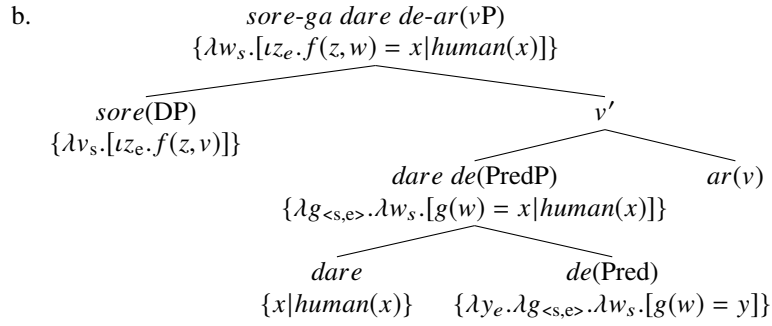 b. sore-ga dare de-ar(vP)
{λw_s.[ιz_e.f(z,w) = x|human(x)]}
sore(DP) v′
{λv_s.[ιz_e.f(z,v)]}
dare de(PredP) ar(v)
{λg_<s,e>.λw_s.[g(w) = x|human(x)]}
dare de(Pred)
{x|human(x)} {λy_e.λg_<s,e>.λw_s.[g(w) = y]}